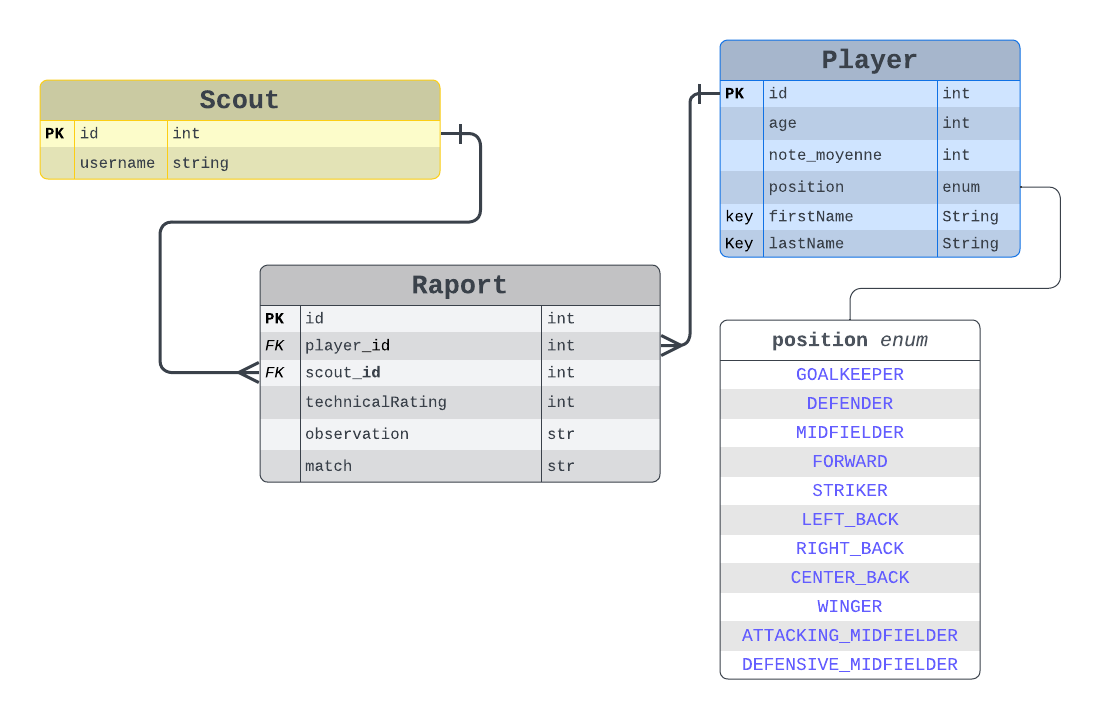 Scout
PK id int
username string
Player
PK id int
age int
note_moyenne int
position enum
key firstName String
Key lastName String
Raport
PK id int
FK player_id int
FK scout_id int
technicalRating int
observation str
match str
position enum
GOALKEEPER
DEFENDER
MIDFIELDER
FORWARD
STRIKER
LEFT_BACK
RIGHT_BACK
CENTER_BACK
WINGER
ATTACKING_MIDFIELDER
DEFENSIVE_MIDFIELDER